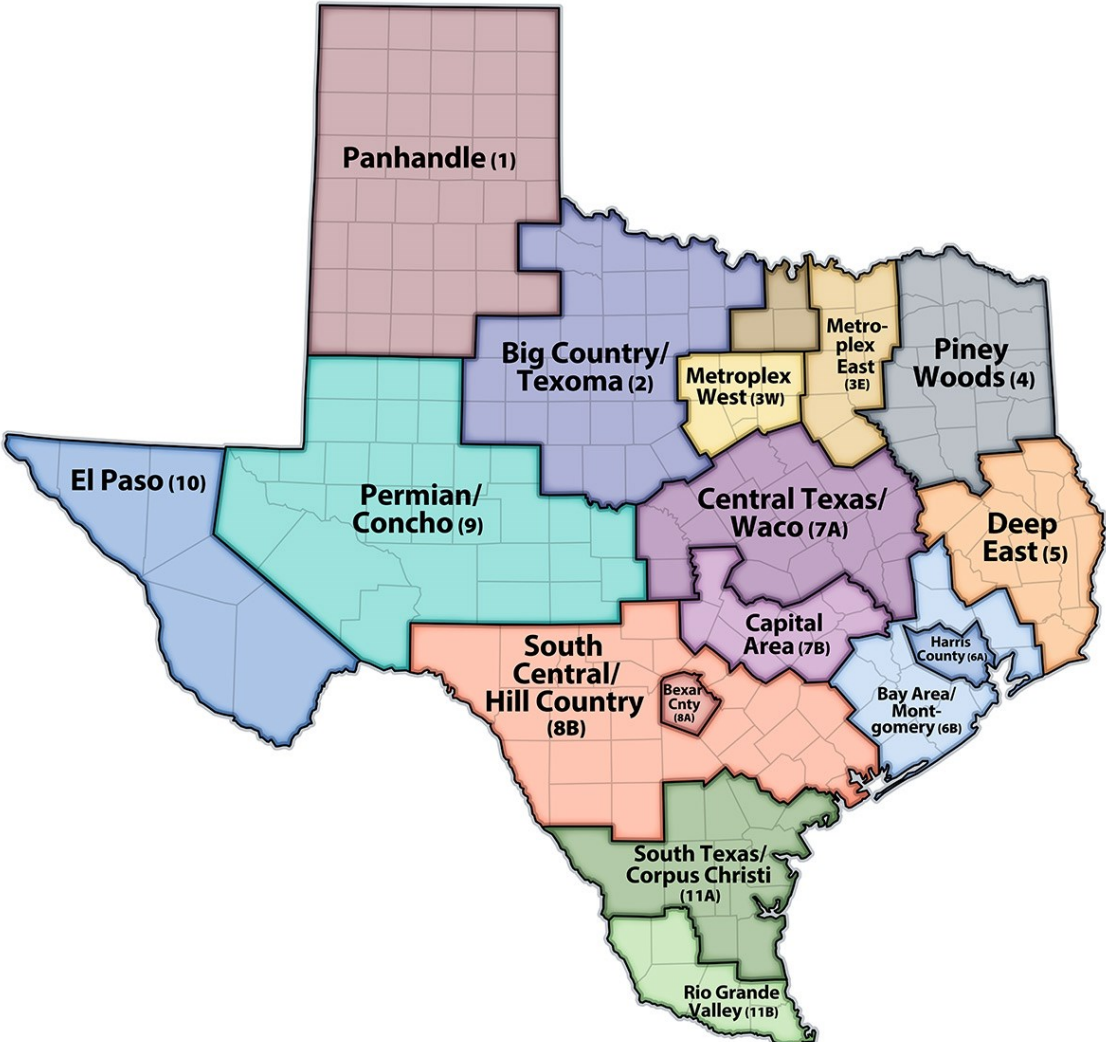 Panhandle (1)
Big Country/
Texoma (2)
Metro-
plex
East
(3E)
Metroplex
West (3W)
Piney
Woods (4)
El Paso (10)
Permian/
Concho (9)
Central Texas/
Waco (7A)
Deep
East (5)
Capital
Area (7B)
Harris
County (6A)
South
Central/
Hill Country
(8B)
Bexar
Cnty
(8A)
Bay Area/
Mont-
gomery (6B)
South Texas/
Corpus Christi
(11A)
Rio Grande
Valley (11B)